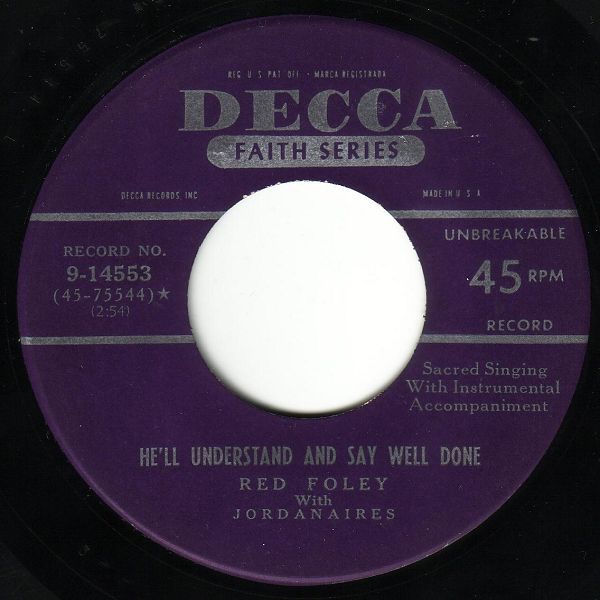 REG. U S PAT. OFF. - MARCA REGISTRADA
DECCA
FAITH SERIES
DECCA RECORDS, INC.
MADE IN U S A
RECORD NO.
9-14553
(45-75544)★
(2:54)
UNBREAKABLE
45 RPM
RECORD
Sacred Singing
With Instrumental
Accompaniment
HE'LL UNDERSTAND AND SAY WELL DONE
RED FOLEY
With
JORDANAIRES